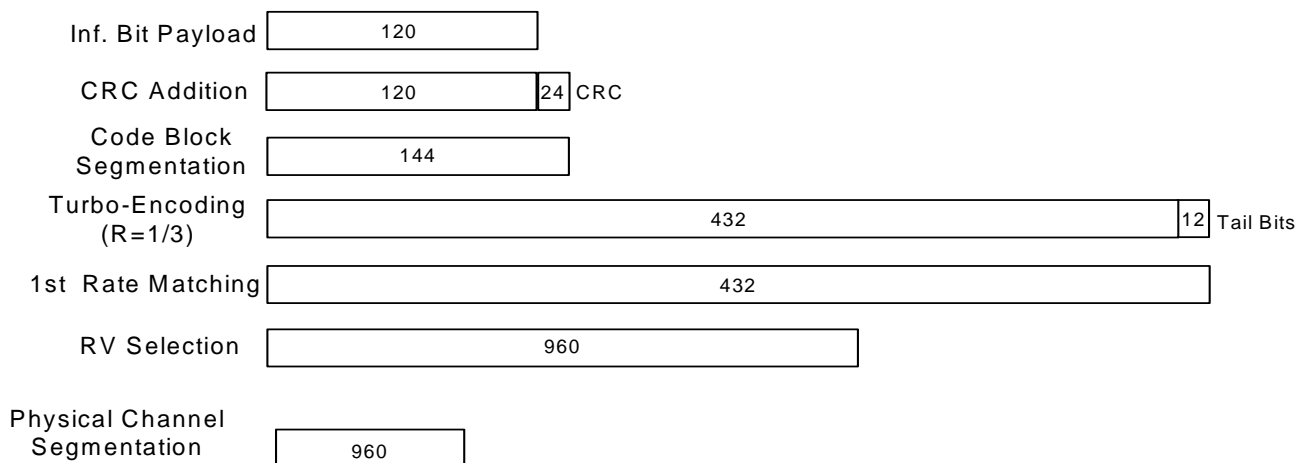 Inf. Bit Payload 120
CRC Addition 120 24 CRC
Code Block
Segmentation 144
Turbo-Encoding
(R=1/3) 432 12 Tail Bits
1st Rate Matching 432
RV Selection 960
Physical Channel
Segmentation 960